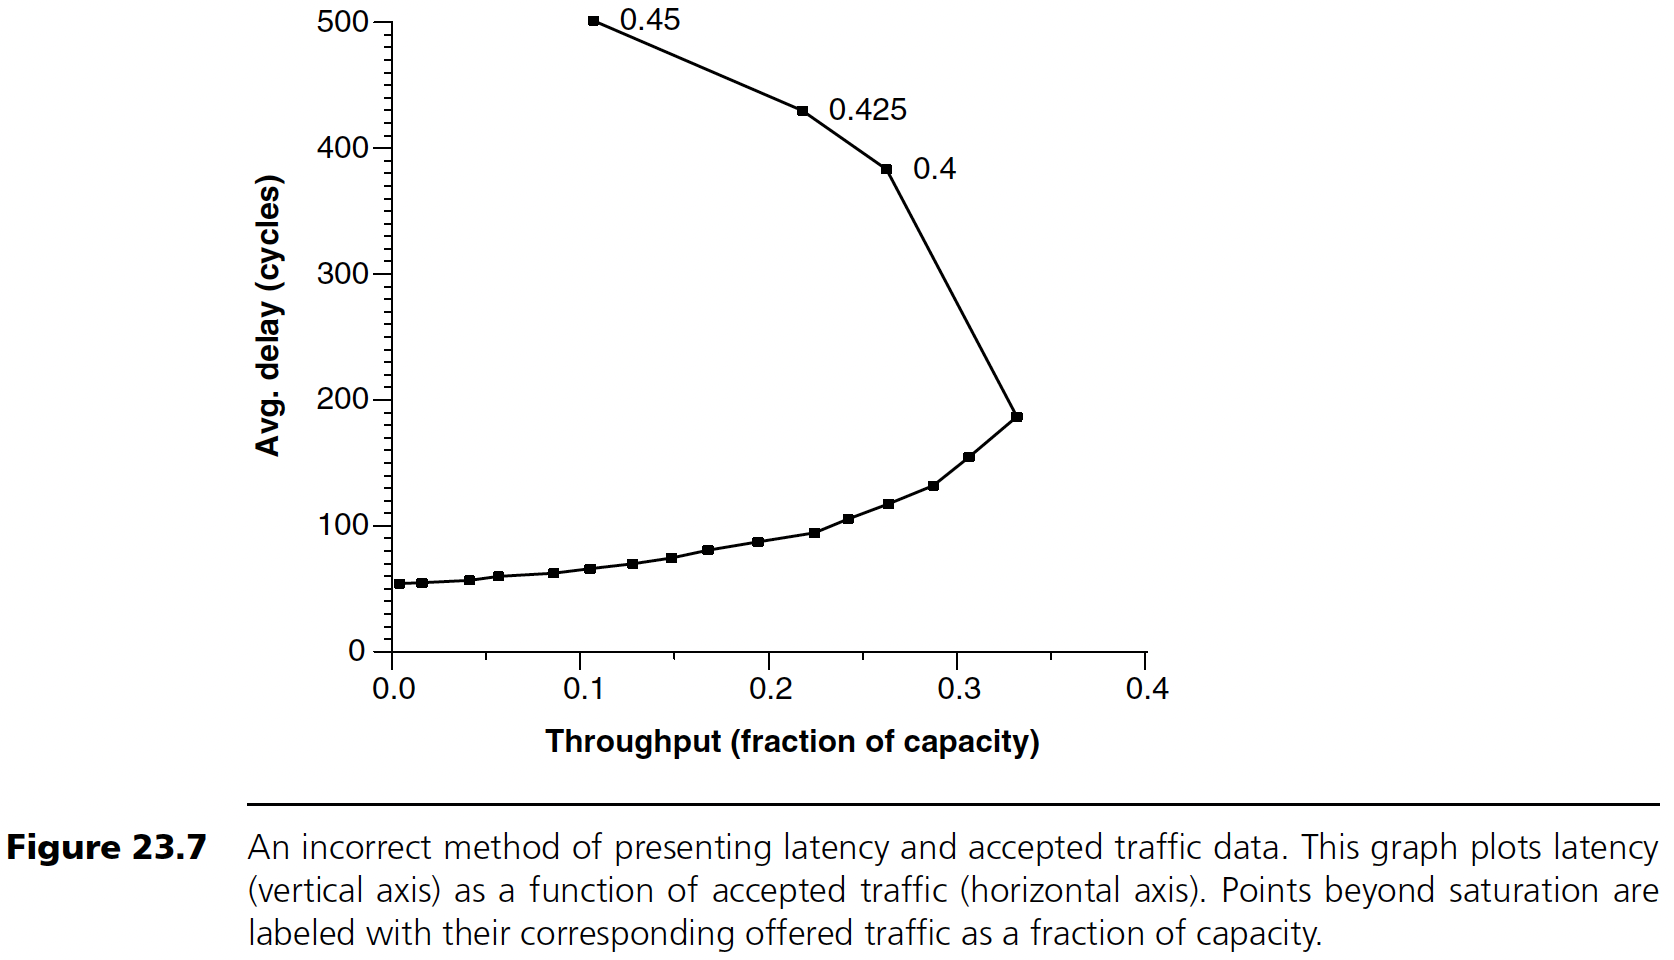 500
0.45
0.425
400
0.4
300
200
100
0
Avg. delay (cycles)
0.0 0.1 0.2 0.3 0.4
Throughput (fraction of capacity)
Figure 23.7 An incorrect method of presenting latency and accepted traffic data. This graph plots latency
(vertical axis) as a function of accepted traffic (horizontal axis). Points beyond saturation are
labeled with their corresponding offered traffic as a fraction of capacity.